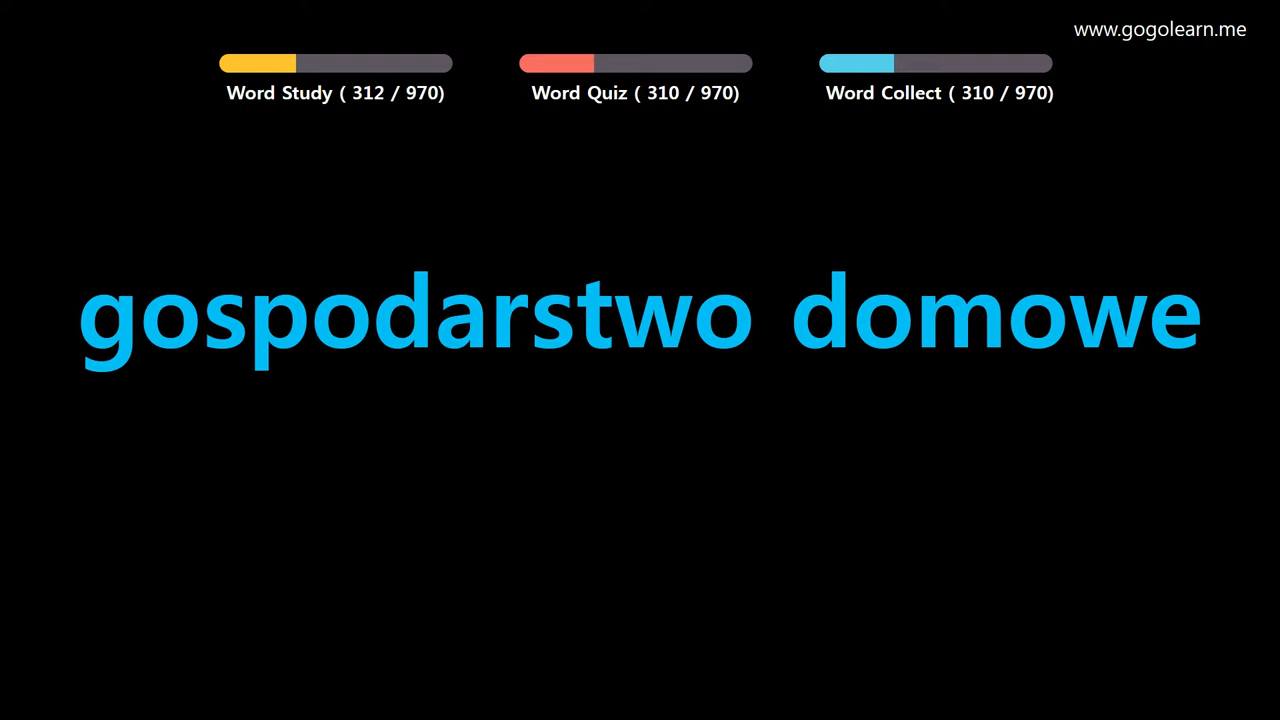 www.gogolearn.me
Word Study ( 312 / 970)
Word Quiz ( 310 / 970)
Word Collect ( 310 / 970)
gospodarstwo domowe